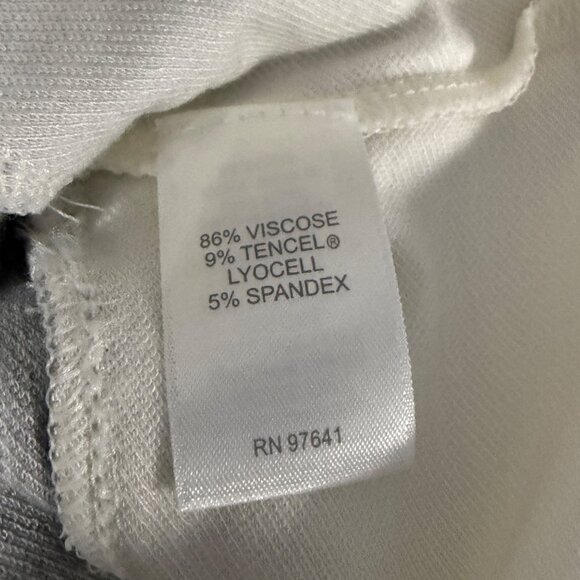 86% VISCOSE
9% TENCEL®
LYOCELL
5% SPANDEX
RN 97641